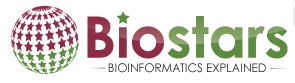 Biostars
BIOINFORMATICS EXPLAINED